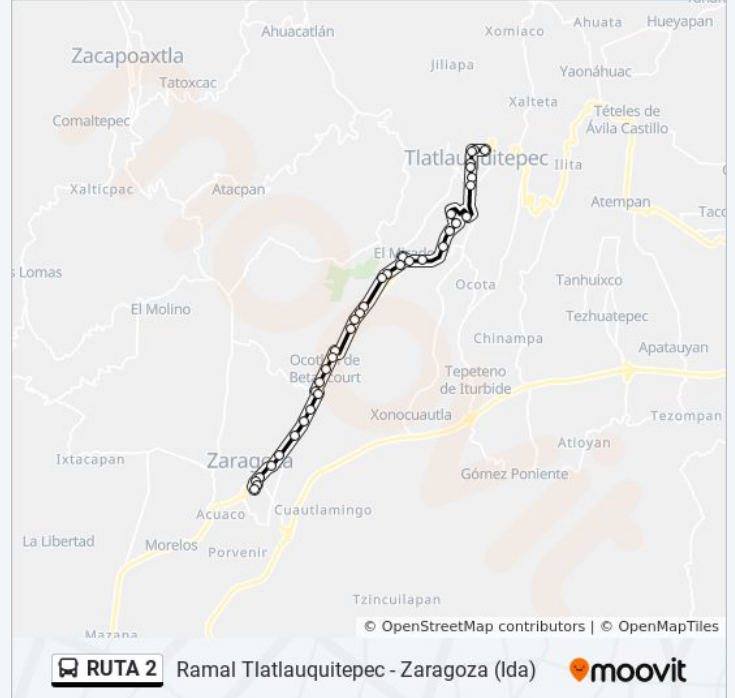 Ahuacatlán
Xomiaco
Ahuata
Hueyapan
Zacapoaxtla
Jiliapa
Yaonáhuac
Tatoxcac
Xalteta
Tételes de
Ávila Castillo
Comaltepec
Tlatlauquitepec
Ilita
Xalticpac
Atacpan
Atempan
Taco
El Mirador
s Lomas
Ocota
Tanhuixco
El Molino
Tezhuatepec
Chinampa
Apatauyan
Ocotlán de
Betancourt
Tepeteno
de Iturbide
Xonocuautla
Tezompan
Atioyan
Ixtacapan
Zaragoza
Gómez Poniente
Acuaco
Cuautlamingo
La Libertad
Morelos
Porvenir
Tzincuilapan
Mazapa
© OpenStreetMap contributors | © OpenMapTiles
moovit
RUTA 2
Ramal Tlatlauquitepec - Zaragoza (Ida)
moovit